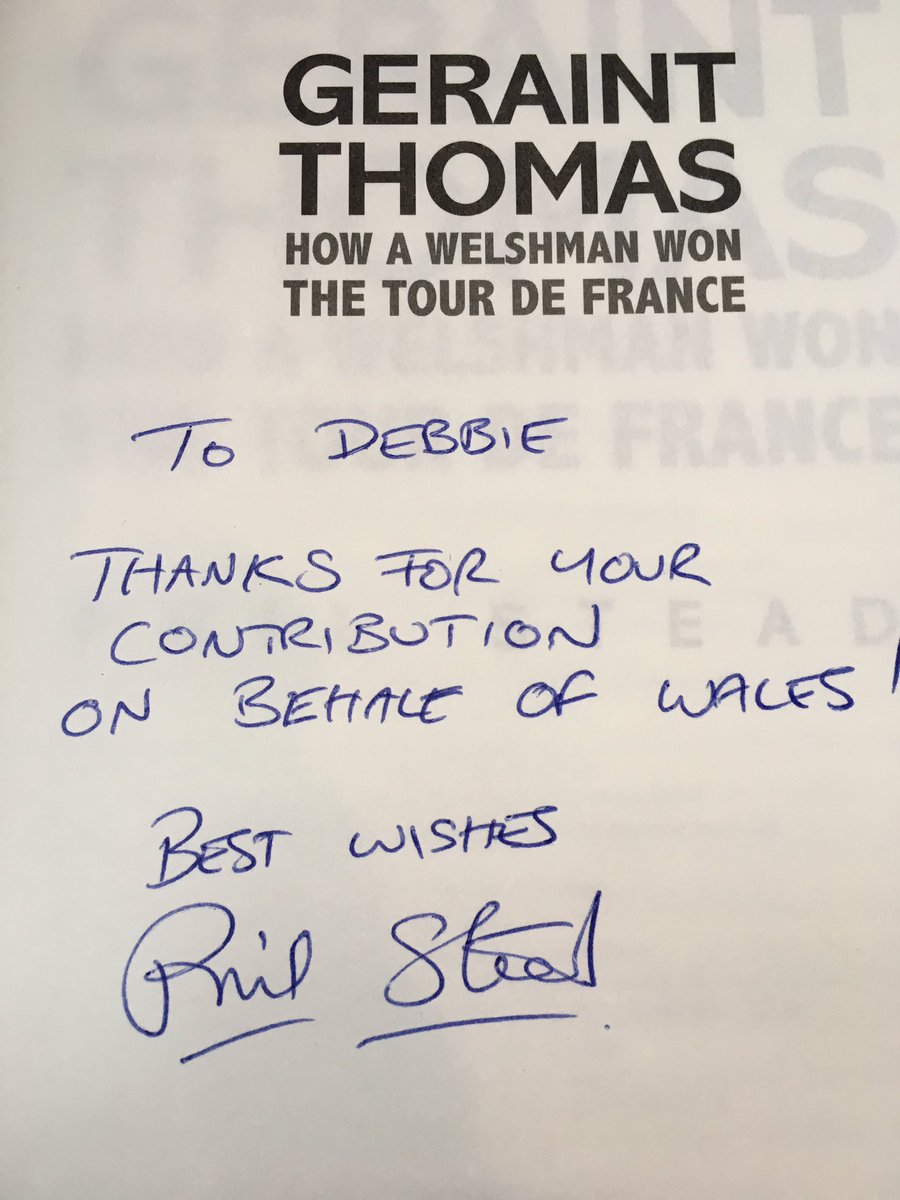 GERAINT
THOMAS
HOW A WELSHMAN WON
THE TOUR DE FRANCE
TO DEBBIE
THANKS FOR YOUR
CONTRIBUTION
ON BEHALF OF WALES!
BEST WISHES
Phil Stead